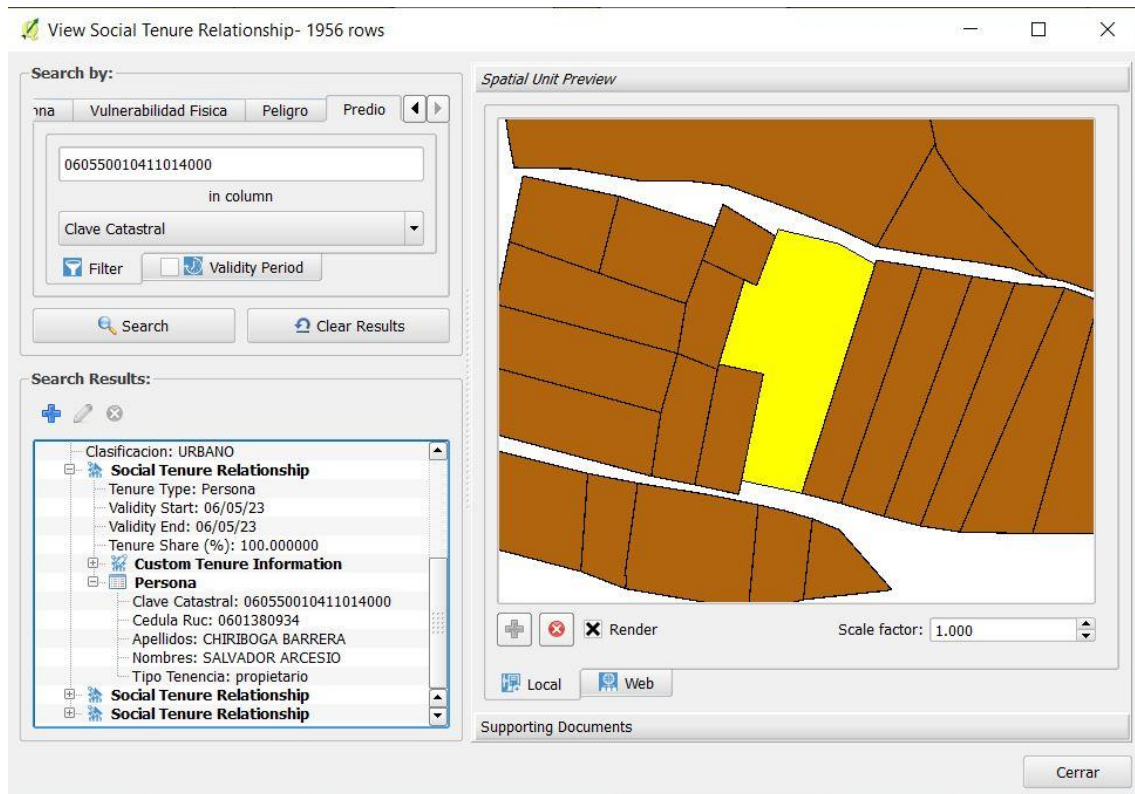 View Social Tenure Relationship- 1956 rows
Search by:
Vulnerabilidad Fisica Peligro Predio
060550010411014000
in column
Clave Catastral
Filter Validity Period
Search Clear Results
Search Results:
Clasificacion: URBANO
Social Tenure Relationship
Tenure Type: Persona
Validity Start: 06/05/23
Validity End: 06/05/23
Tenure Share (%): 100.000000
Custom Tenure Information
Persona
Clave Catastral: 060550010411014000
Cedula Ruc: 0601380934
Apellidos: CHIRIBOGA BARRERA
Nombres: SALVADOR ARCESIO
Tipo Tenencia: propietario
Social Tenure Relationship
Social Tenure Relationship
Spatial Unit Preview
Render Scale factor: 1.000
Local Web
Supporting Documents
Cerrar